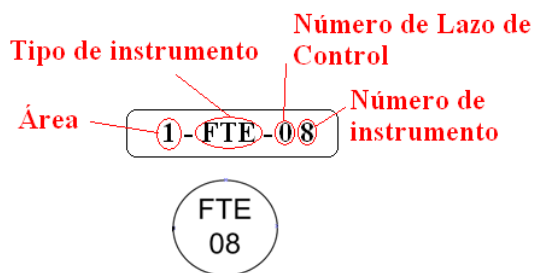 Tipo de instrumento
Número de Lazo de
Control
Área
Número de
instrumento
1-FTE-08
FTE
08